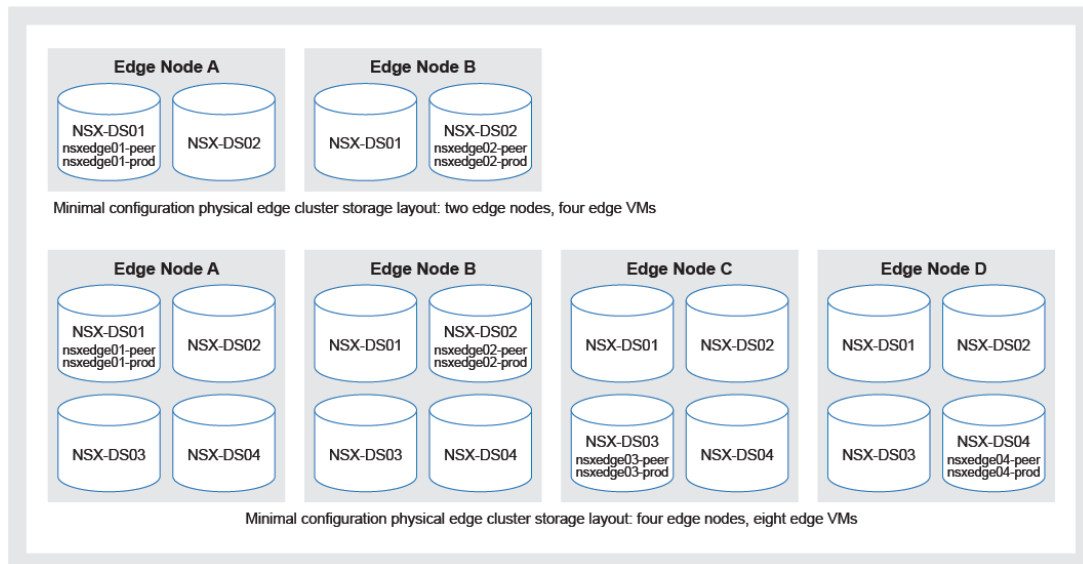 Edge Node A
NSX-DS01
nsxedge01-peer
nsxedge01-prod
NSX-DS02
Edge Node B
NSX-DS01
NSX-DS02
nsxedge02-peer
nsxedge02-prod
Minimal configuration physical edge cluster storage layout: two edge nodes, four edge VMs
Edge Node A
NSX-DS01
nsxedge01-peer
nsxedge01-prod
NSX-DS02
NSX-DS03
NSX-DS04
Edge Node B
NSX-DS01
NSX-DS02
nsxedge02-peer
nsxedge02-prod
NSX-DS03
NSX-DS04
Edge Node C
NSX-DS01
NSX-DS02
NSX-DS03
nsxedge03-peer
nsxedge03-prod
NSX-DS04
Edge Node D
NSX-DS01
NSX-DS02
NSX-DS03
NSX-DS04
nsxedge04-peer
nsxedge04-prod
Minimal configuration physical edge cluster storage layout: four edge nodes, eight edge VMs